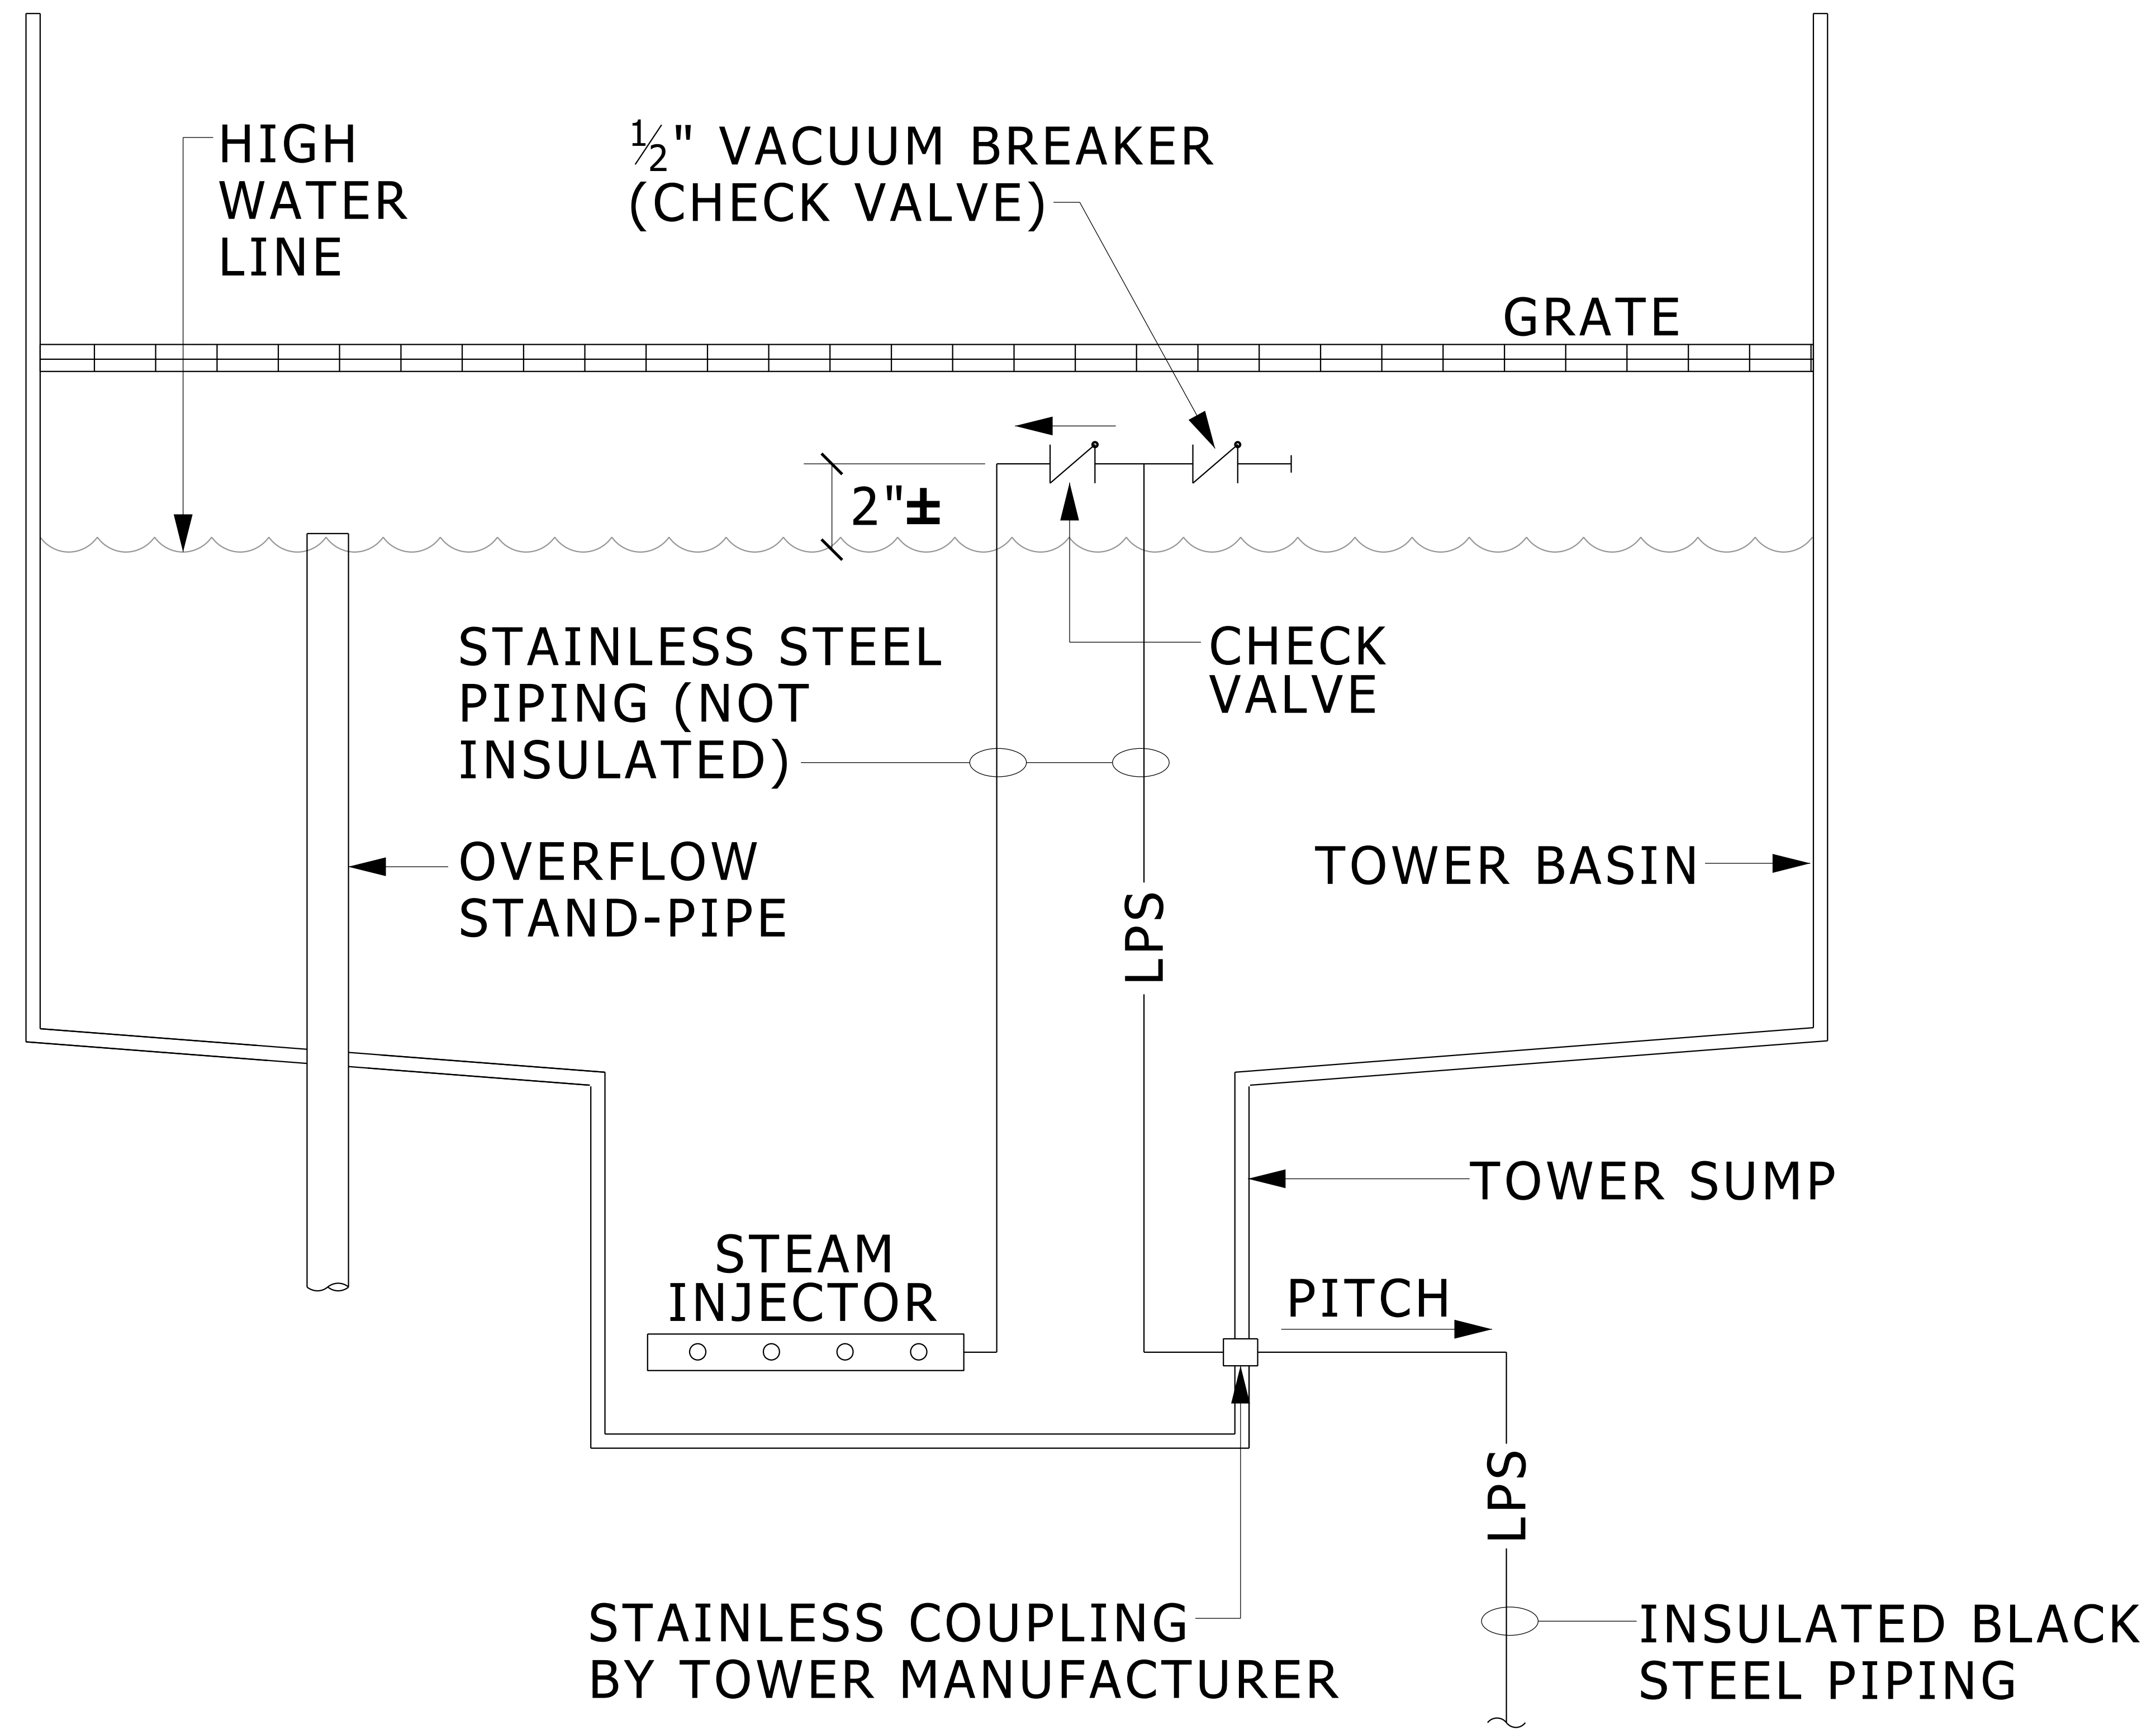 HIGH
WATER
LINE
½" VACUUM BREAKER
(CHECK VALVE)
GRATE
2"±
STAINLESS STEEL
PIPING (NOT
INSULATED)
CHECK
VALVE
OVERFLOW
STAND-PIPE
TOWER BASIN
LPS
TOWER SUMP
STEAM
INJECTOR
PITCH
LPS
STAINLESS COUPLING
BY TOWER MANUFACTURER
INSULATED BLACK
STEEL PIPING